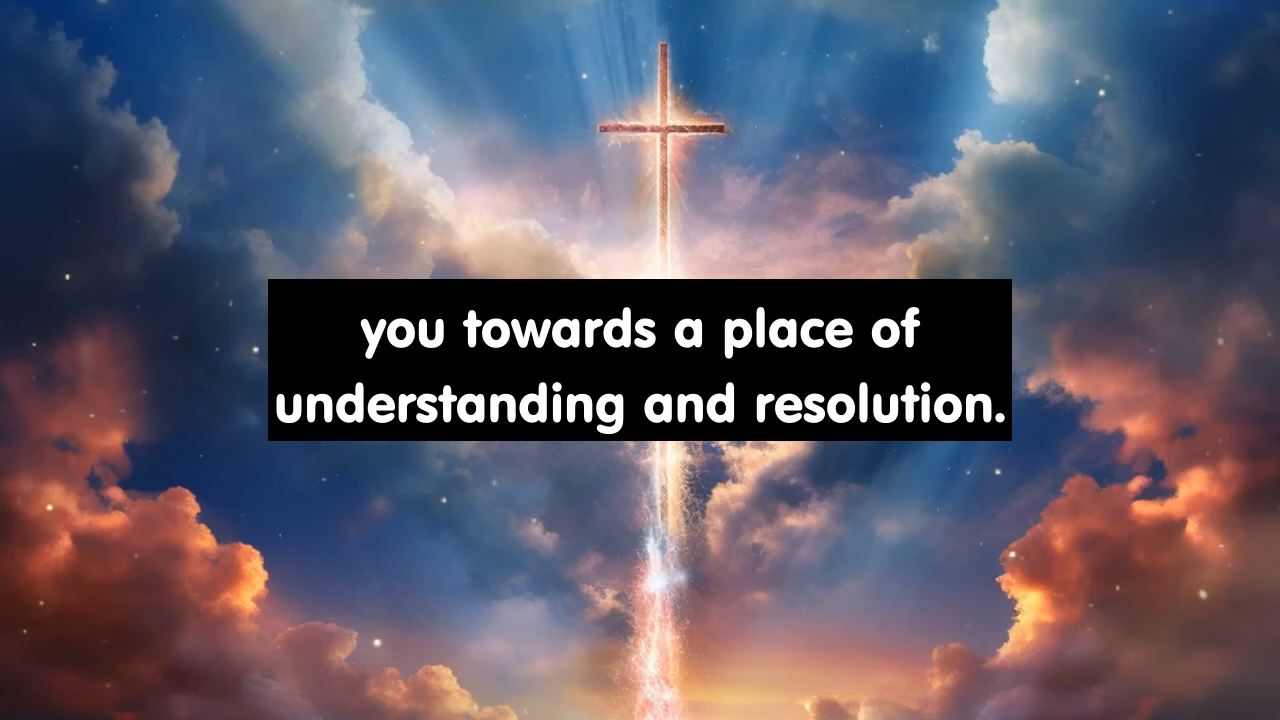 you towards a place of
understanding and resolution.